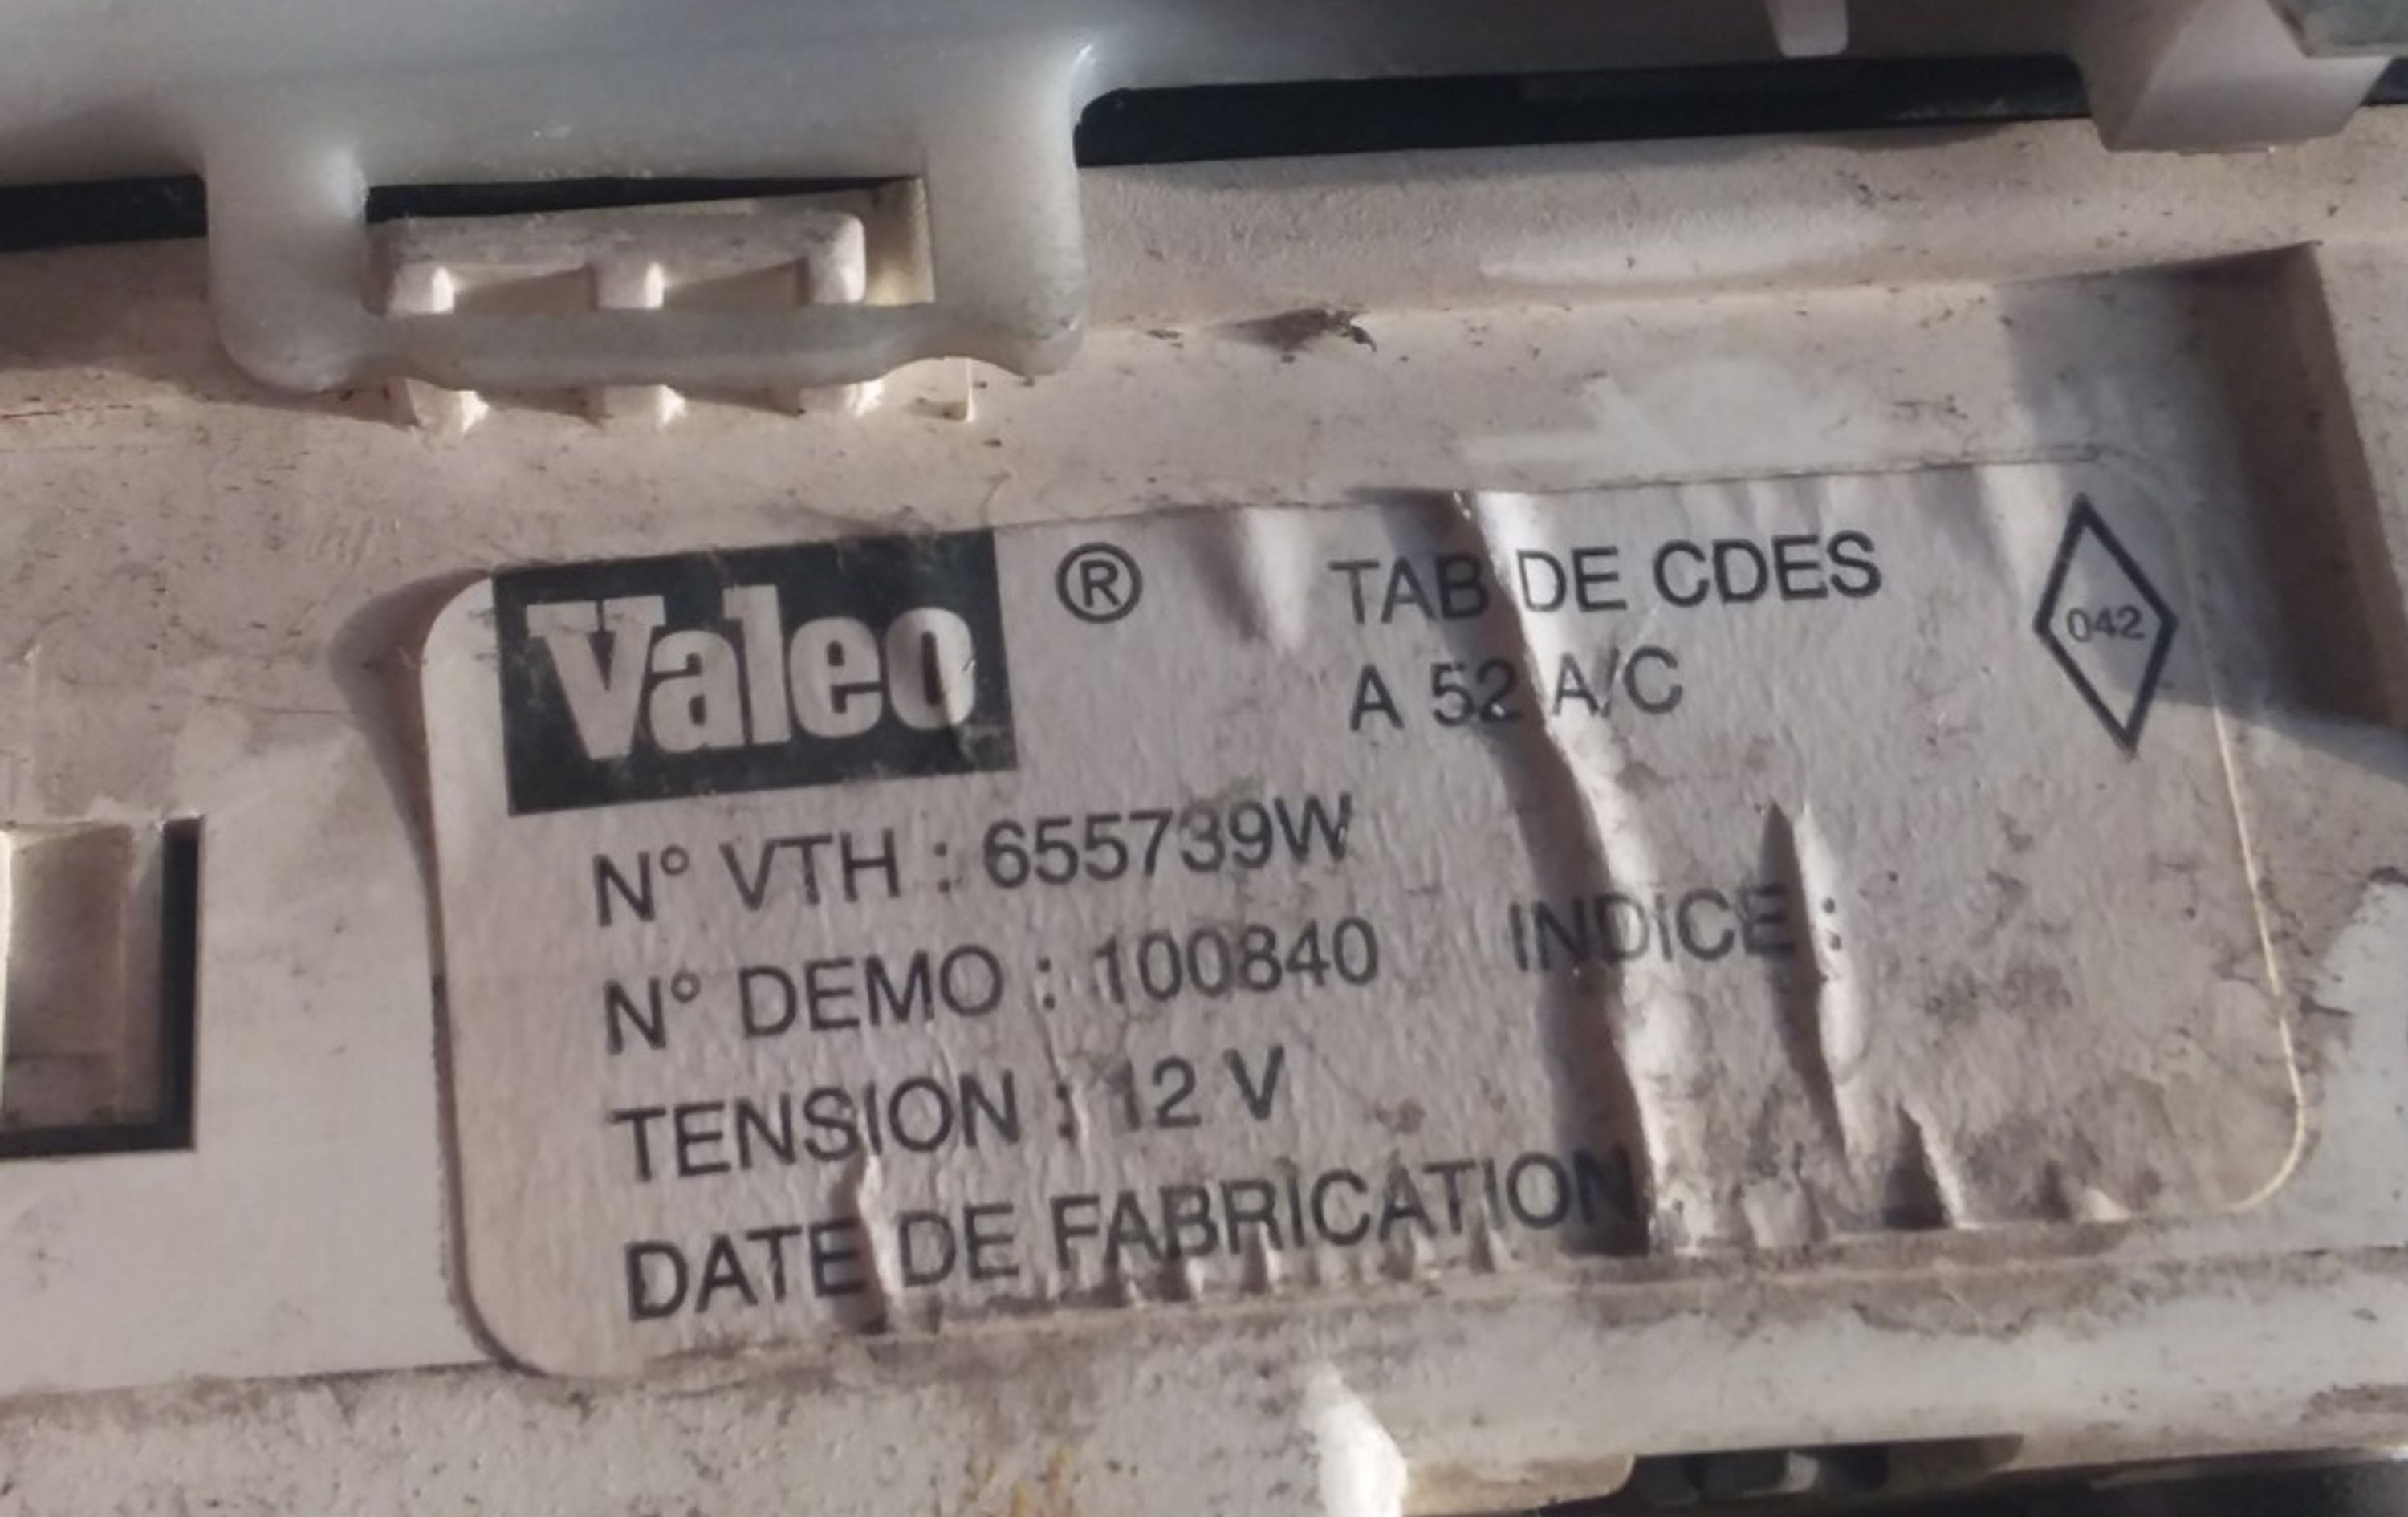 Valeo ® TAB DE CDES
A 52 A/C
042
N° VTH : 655739W
N° DEMO : 100840 INDICE :
TENSION : 12 V
DATE DE FABRICATION